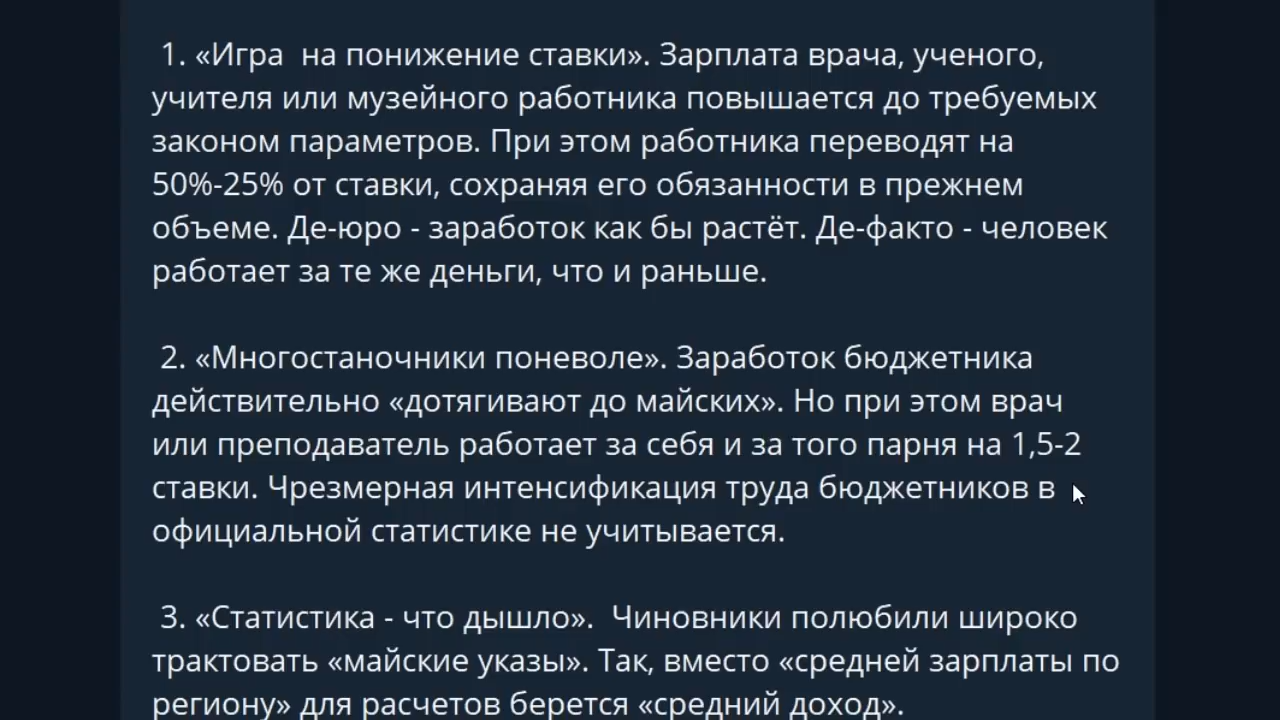 1. «Игра на понижение ставки». Зарплата врача, ученого,
учителя или музейного работника повышается до требуемых
законом параметров. При этом работника переводят на
50%-25% от ставки, сохраняя его обязанности в прежнем
объеме. Де-юро - заработок как бы растёт. Де-факто - человек
работает за те же деньги, что и раньше.
2. «Многостаночники поневоле». Заработок бюджетника
действительно «дотягивают до майских». Но при этом врач
или преподаватель работает за себя и за того парня на 1,5-2
ставки. Чрезмерная интенсификация труда бюджетников в
официальной статистике не учитывается.
3. «Статистика - что дышло». Чиновники полюбили широко
трактовать «майские указы». Так, вместо «средней зарплаты по
региону» для расчетов берется «средний доход».